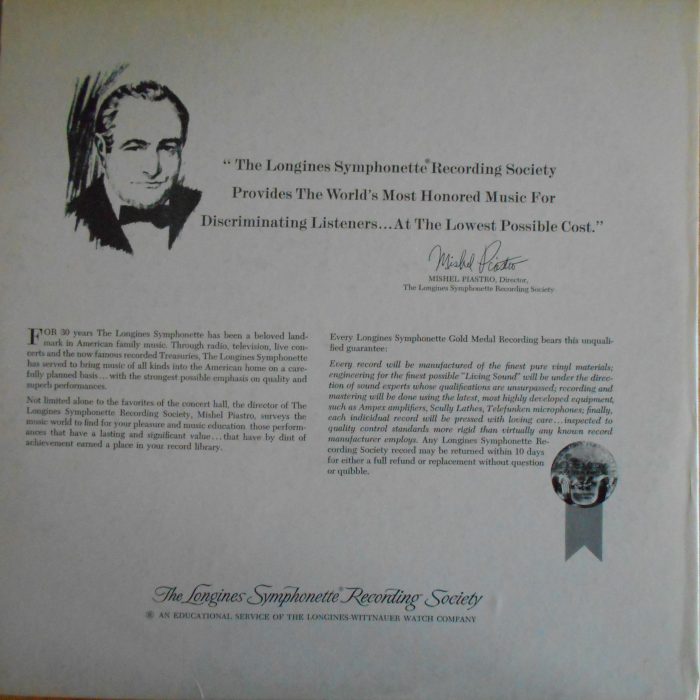 “ The Longines Symphonette® Recording Society
Provides The World's Most Honored Music For
Discriminating Listeners...At The Lowest Possible Cost.”
Mishel Piastro
MISHEL PIASTRO, Director,
The Longines Symphonette Recording Society
FOR 30 years The Longines Symphonette has been a beloved land-
mark in American family music. Through radio, television, live con-
certs and the now famous recorded Treasuries, The Longines Symphonette
has served to bring music of all kinds into the American home on a care-
fully planned basis...with the strongest possible emphasis on quality and
superb performances.
Not limited alone to the favorites of the concert hall, the director of The
Longines Symphonette Recording Society, Mishel Piastro, surveys the
music world to find for your pleasure and music education those perform-
ances that have a lasting and significant value...that have by dint of
achievement earned a place in your record library.
Every Longines Symphonette Gold Medal Recording bears this unquali-
fied guarantee:
Every record will be manufactured of the finest pure vinyl materials;
engineering for the finest possible "Living Sound" will be under the direc-
tion of sound experts whose qualifications are unsurpassed; recording and
mastering will be done using the latest, most highly developed equipment,
such as Ampex amplifiers, Scully Lathes, Telefunken microphones; finally,
each individual record will be pressed with loving care...inspected to
quality control standards more rigid than virtually any known record
manufacturer employs. Any Longines Symphonette Re-
cording Society record may be returned within 10 days
for either a full refund or replacement without question
or quibble.
The Longines Symphonette® Recording Society
® AN EDUCATIONAL SERVICE OF THE LONGINES-WITTNAUER WATCH COMPANY